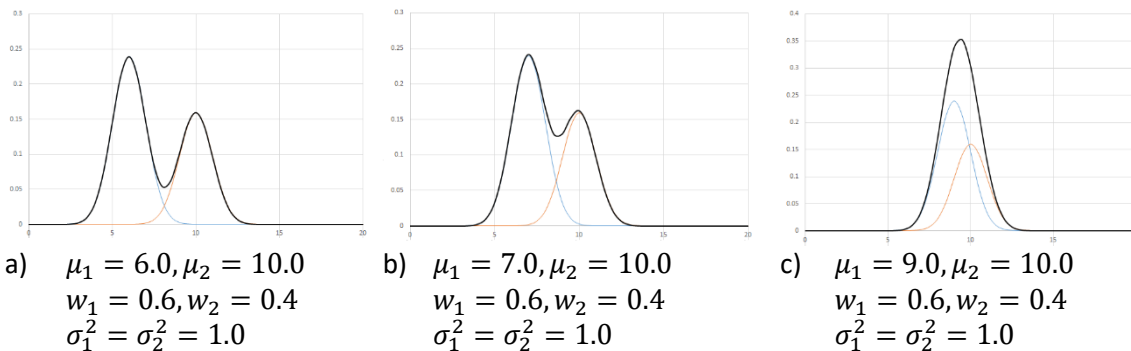 0.3
0.25
0.2
0.15
0.1
0.05
0
0 5 10 15 20
0.3
0.25
0.2
0.15
0.1
0.05
0
5 10 15 20
0.4
0.35
0.3
0.25
0.2
0.15
0.1
0.05
0
0 5 10 15
a) μ₁ = 6.0, μ₂ = 10.0
w₁ = 0.6, w₂ = 0.4
σ₁² = σ₂² = 1.0
b) μ₁ = 7.0, μ₂ = 10.0
w₁ = 0.6, w₂ = 0.4
σ₁² = σ₂² = 1.0
c) μ₁ = 9.0, μ₂ = 10.0
w₁ = 0.6, w₂ = 0.4
σ₁² = σ₂² = 1.0